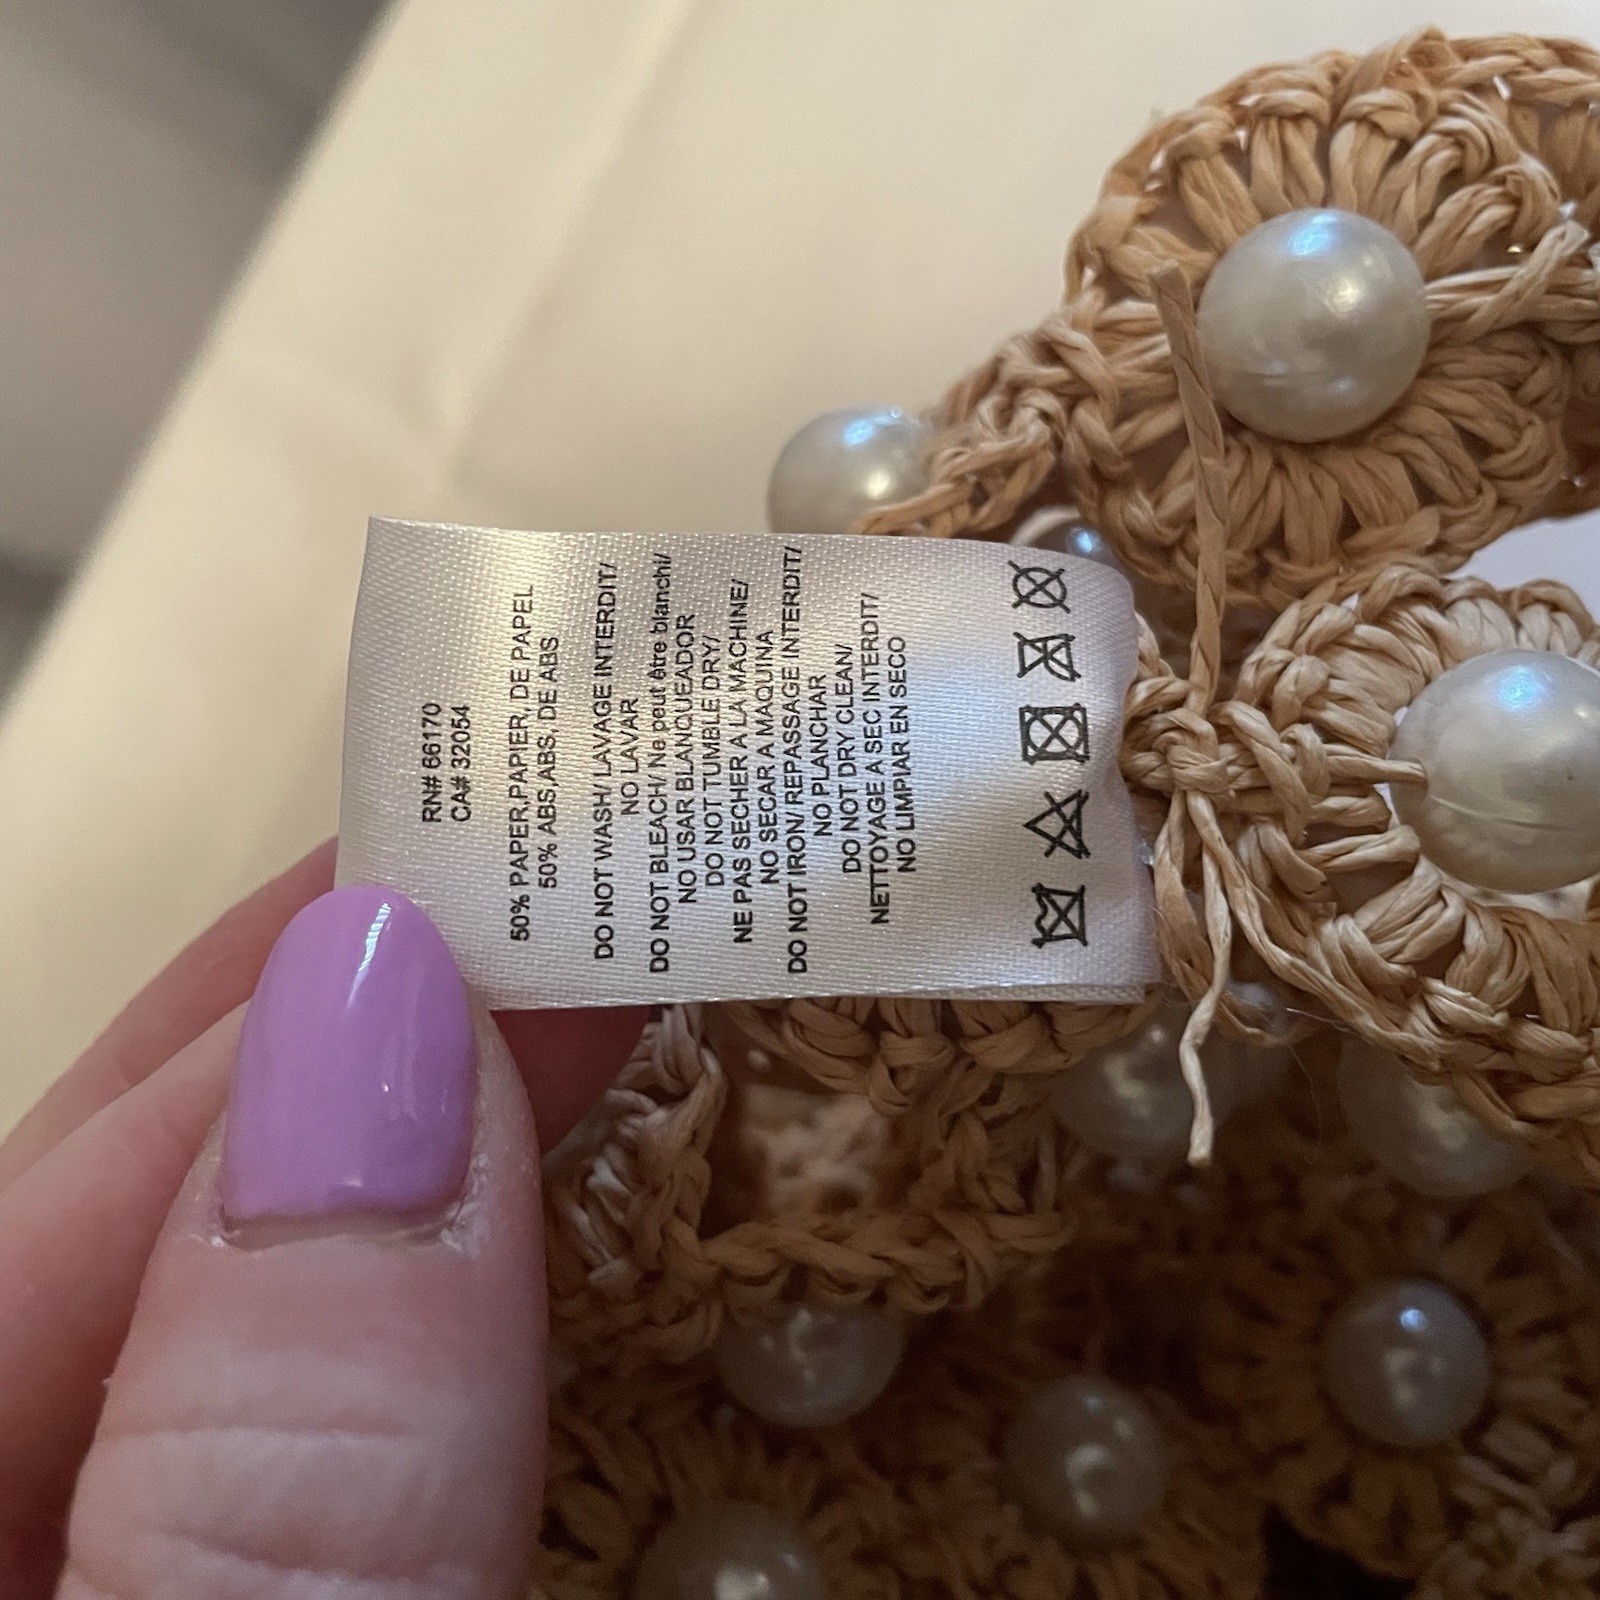 RN# 66170
CA# 32054
50% PAPER,PAPIER, DE PAPEL
50% ABS,ABS, DE ABS
DO NOT WASH/ LAVAGE INTERDIT/
NO LAVAR
DO NOT BLEACH/ Ne peut être blanchi/
NO USAR BLANQUEADOR
DO NOT TUMBLE DRY/
NE PAS SECHER A LA MACHINE/
NO SECAR A MAQUINA
DO NOT IRON/ REPASSAGE INTERDIT/
NO PLANCHAR
DO NOT DRY CLEAN/
NETTOYAGE A SEC INTERDIT/
NO LIMPIAR EN SECO